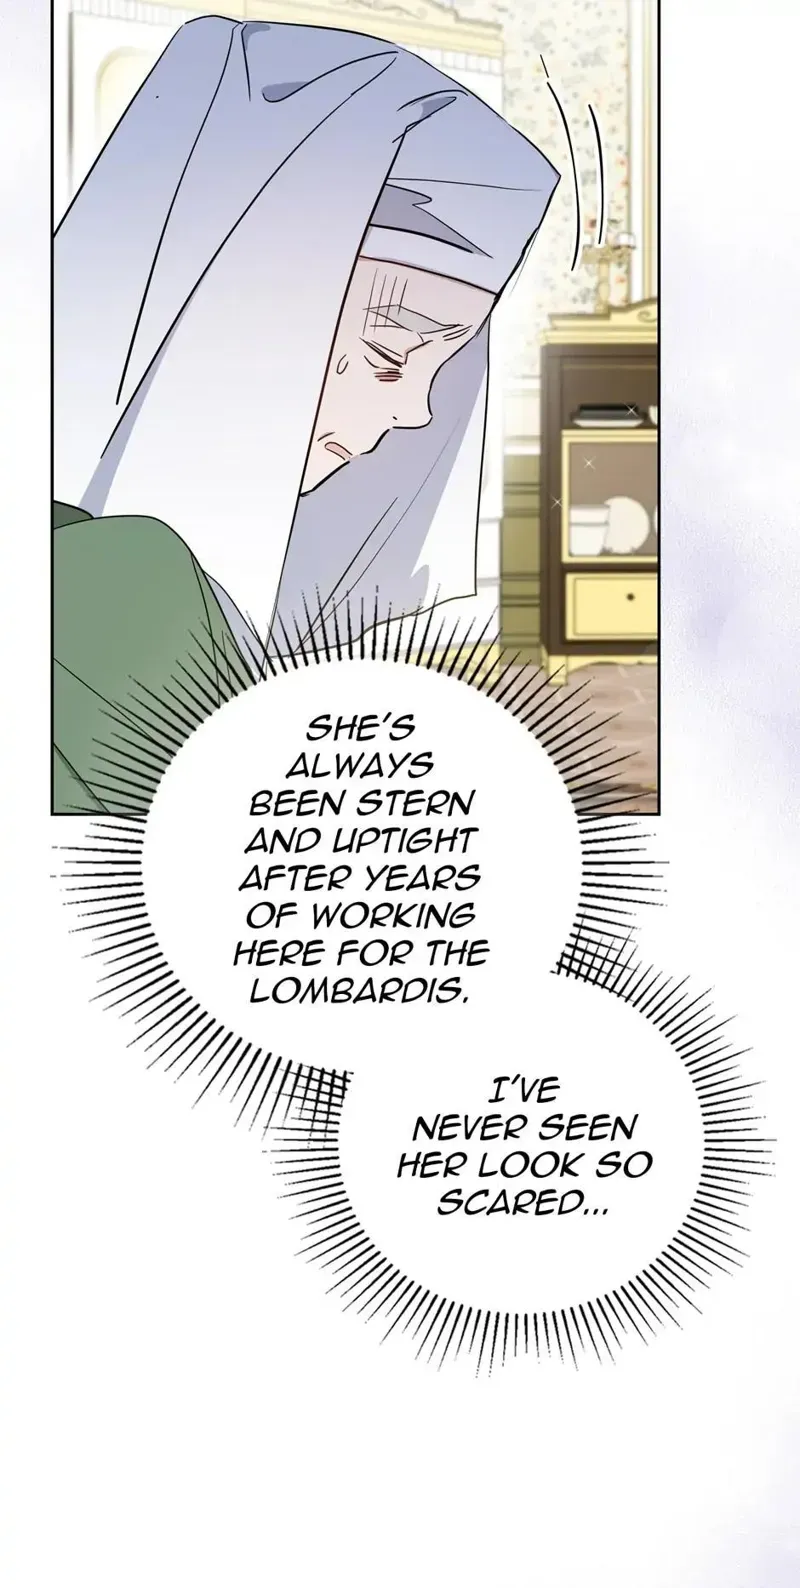 SHE'S
ALWAYS
BEEN STERN
AND UPTIGHT
AFTER YEARS
OF WORKING
HERE FOR THE
LOMBARDIS.
I'VE
NEVER SEEN
HER LOOK SO
SCARED...